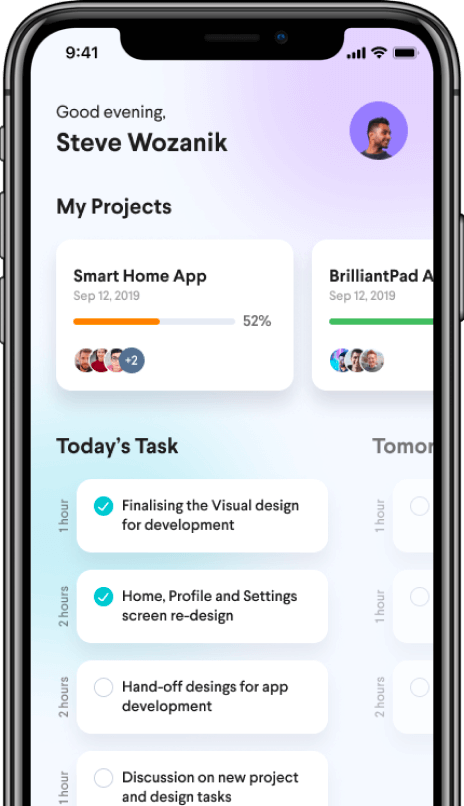 9:41
Good evening,
Steve Wozanik
My Projects
Smart Home App
Sep 12, 2019
52%
+2
BrilliantPad A
Sep 12, 2019
Today's Task
Tomor
1 hour
Finalising the Visual design
for development
1 hour
2 hours
Home, Profile and Settings
screen re-design
1 hour
2 hours
Hand-off desings for app
development
2 hours
1 hour
Discussion on new project
and design tasks